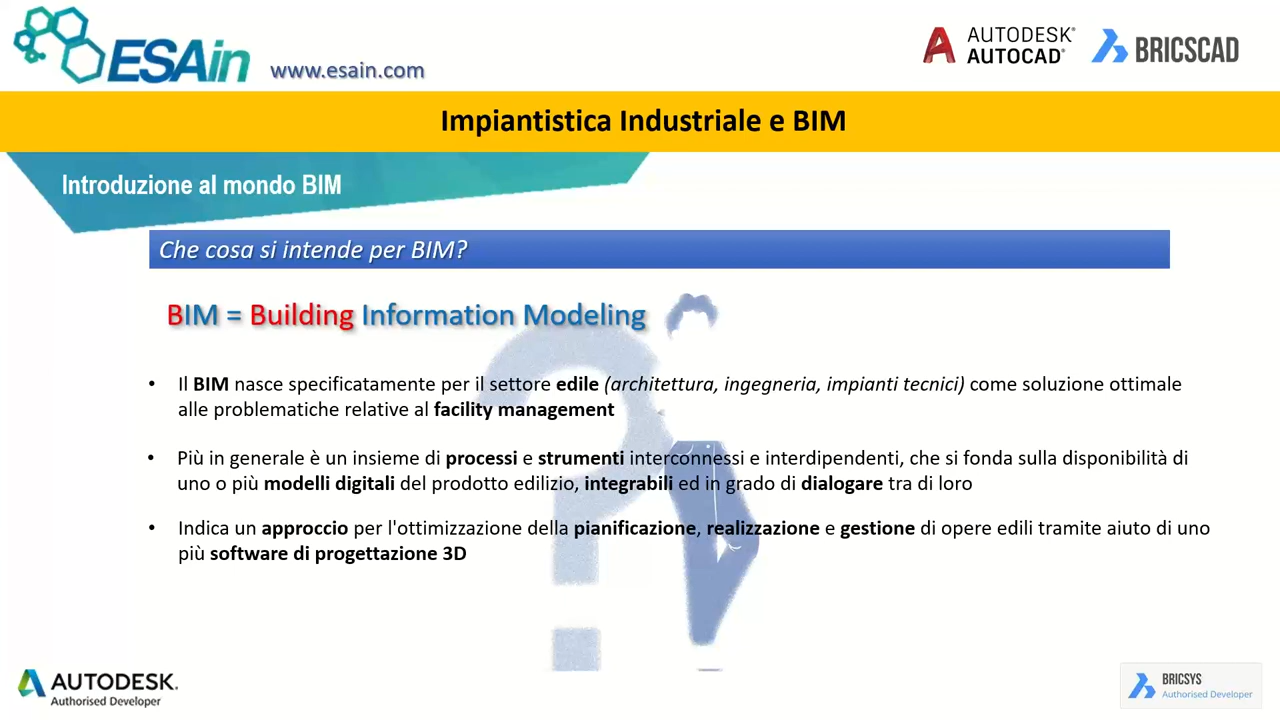 ESAin www.esain.com
AUTODESK®
AUTOCAD®
BRICSCAD
Impiantistica Industriale e BIM
Introduzione al mondo BIM
Che cosa si intende per BIM?
BIM = Building Information Modeling
• Il BIM nasce specificatamente per il settore edile (architettura, ingegneria, impianti tecnici) come soluzione ottimale
alle problematiche relative al facility management
• Più in generale è un insieme di processi e strumenti interconnessi e interdipendenti, che si fonda sulla disponibilità di
uno o più modelli digitali del prodotto edilizio, integrabili ed in grado di dialogare tra di loro
• Indica un approccio per l'ottimizzazione della pianificazione, realizzazione e gestione di opere edili tramite aiuto di uno
più software di progettazione 3D
AUTODESK.
Authorised Developer
BRICSYS
Authorised Developer